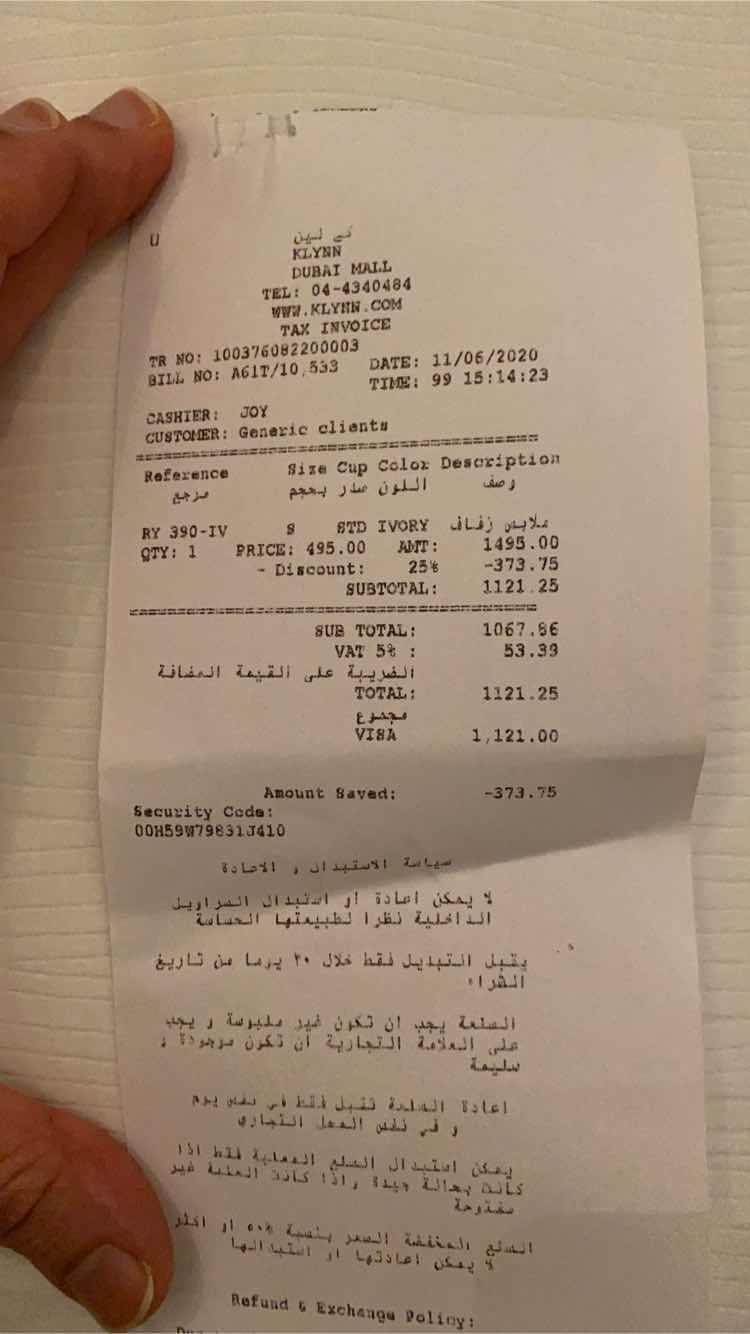 U
كي لين
KLYNN
DUBAI MALL
TEL: 04-4340484
WWW.KLYNN.COM
TAX INVOICE
TR NO: 100376082200003
BILL NO: A61T/10,533 DATE: 11/06/2020
TIME: 99 15:14:23
CASHIER: JOY
CUSTOMER: Generic clients
Reference Size Cup Color Description
مرجع اللون صدر بحجم وصف
RY 390-IV S STD IVORY ملابس زفاف
QTY: 1 PRICE: 495.00 AMT: 1495.00
- Discount: 25% -373.75
SUBTOTAL: 1121.25
SUB TOTAL: 1067.86
VAT 5% : 53.39
الضريبة على القيمة المضافة
TOTAL: 1121.25
مجموع
VISA 1,121.00
Amount Saved: -373.75
Security Code:
00H59W79831J410
سياسة الاستبدال و الاعادة
لا يمكن اعادة او استبدال السراويل
الداخلية نظرا لطبيعتها الحساسة
يقبل التبديل فقط خلال ٢٠ يوما من تاريخ
الشراء
السلعة يجب ان تكون غير ملبوسة و يجب
على العلامة التجارية ان تكون موجودة و
سليمة
اعادة السلعة تقبل فقط في نفس يوم
و في نفس المحل التجاري
يمكن استبدال السلع المعلبة فقط اذا
كانت بحالة جيدة واذا كانت العلبة غير
مفتوحة
السلع المخفضة السعر بنسبة ٥٠% او اكثر
لا يمكن اعادتها او استبدالها
Refund & Exchange Policy: